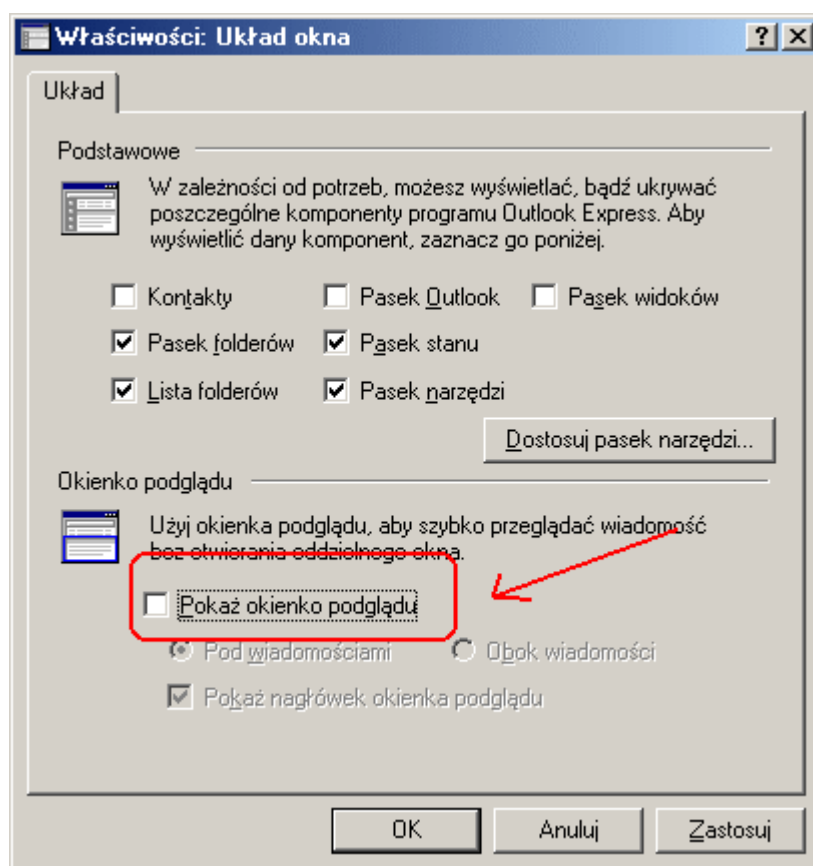 Właściwości: Układ okna
Układ
Podstawowe
W zależności od potrzeb, możesz wyświetlać, bądź ukrywać
poszczególne komponenty programu Outlook Express. Aby
wyświetlić dany komponent, zaznacz go poniżej.
Kontakty Pasek Outlook Pasek widoków
Pasek folderów Pasek stanu
Lista folderów Pasek narzędzi
Dostosuj pasek narzędzi...
Okienko podglądu
Użyj okienka podglądu, aby szybko przeglądać wiadomość
bez otwierania oddzielnego okna.
Pokaż okienko podglądu
Pod wiadomościami Obok wiadomości
Pokaż nagłówek okienka podglądu
OK Anuluj Zastosuj